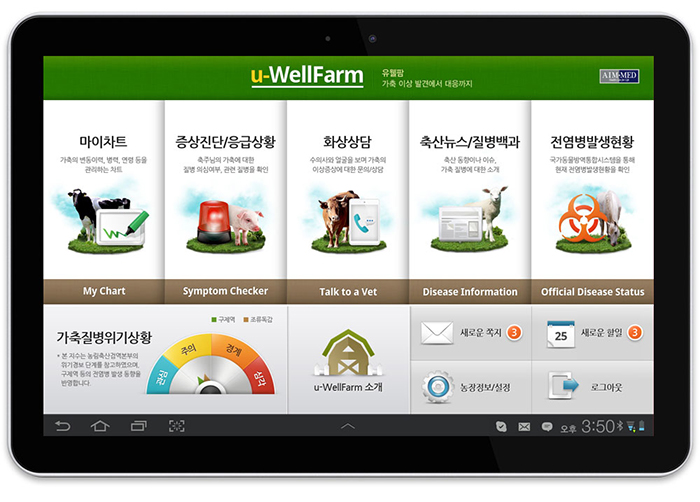 u-WellFarm
유웰팜
가축 이상 발견에서 대응까지
AIM-MED
마이차트
가축의 변동이력, 병력, 연령 등을
관리하는 차트
My Chart
증상진단/응급상황
축주님의 가축에 대한
질병 의심여부, 관련 질병을 확인
Symptom Checker
화상상담
수의사와 얼굴을 보며 가축의
이상증상에 대한 문의/상담
Talk to a Vet
축산뉴스/질병백과
축산 동향이나 이슈,
가축 질병에 대한 소개
Disease Information
전염병발생현황
국가동물방역통합시스템을 통해
현재 전염병발생현황을 확인
Official Disease Status
구제역
조류독감
가축질병위기상황
* 본 지수는 농림축산검역본부의
위기경보 단계를 참고하였으며,
구제역 등의 전염병 발생 동향을
반영합니다.
관심
주의
경계
심각
u-WellFarm 소개
새로운 쪽지 3
25
새로운 할일 3
농장정보/설정
로그아웃
오후 3:50